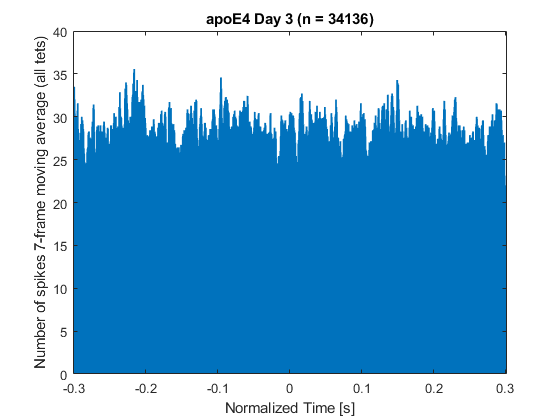 apoE4 Day 3 (n = 34136)
Number of spikes 7-frame moving average (all tets)
40
35
30
25
20
15
10
5
0
-0.3 -0.2 -0.1 0 0.1 0.2 0.3
Normalized Time [s]